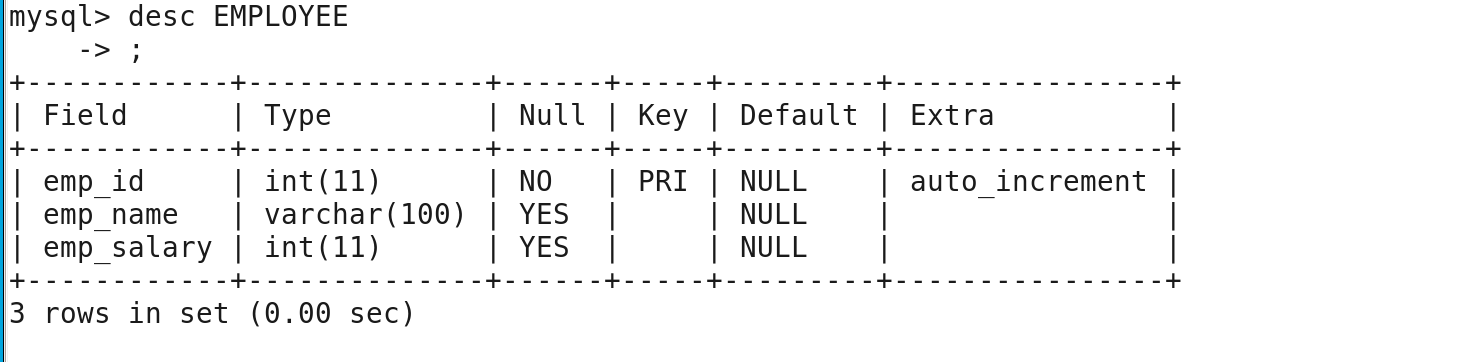 mysql> desc EMPLOYEE
    -> ;
+------------+--------------+------+-----+---------+----------------+
| Field      | Type         | Null | Key | Default | Extra          |
+------------+--------------+------+-----+---------+----------------+
| emp_id     | int(11)      | NO   | PRI | NULL    | auto_increment |
| emp_name   | varchar(100) | YES  |     | NULL    |                |
| emp_salary | int(11)      | YES  |     | NULL    |                |
+------------+--------------+------+-----+---------+----------------+
3 rows in set (0.00 sec)